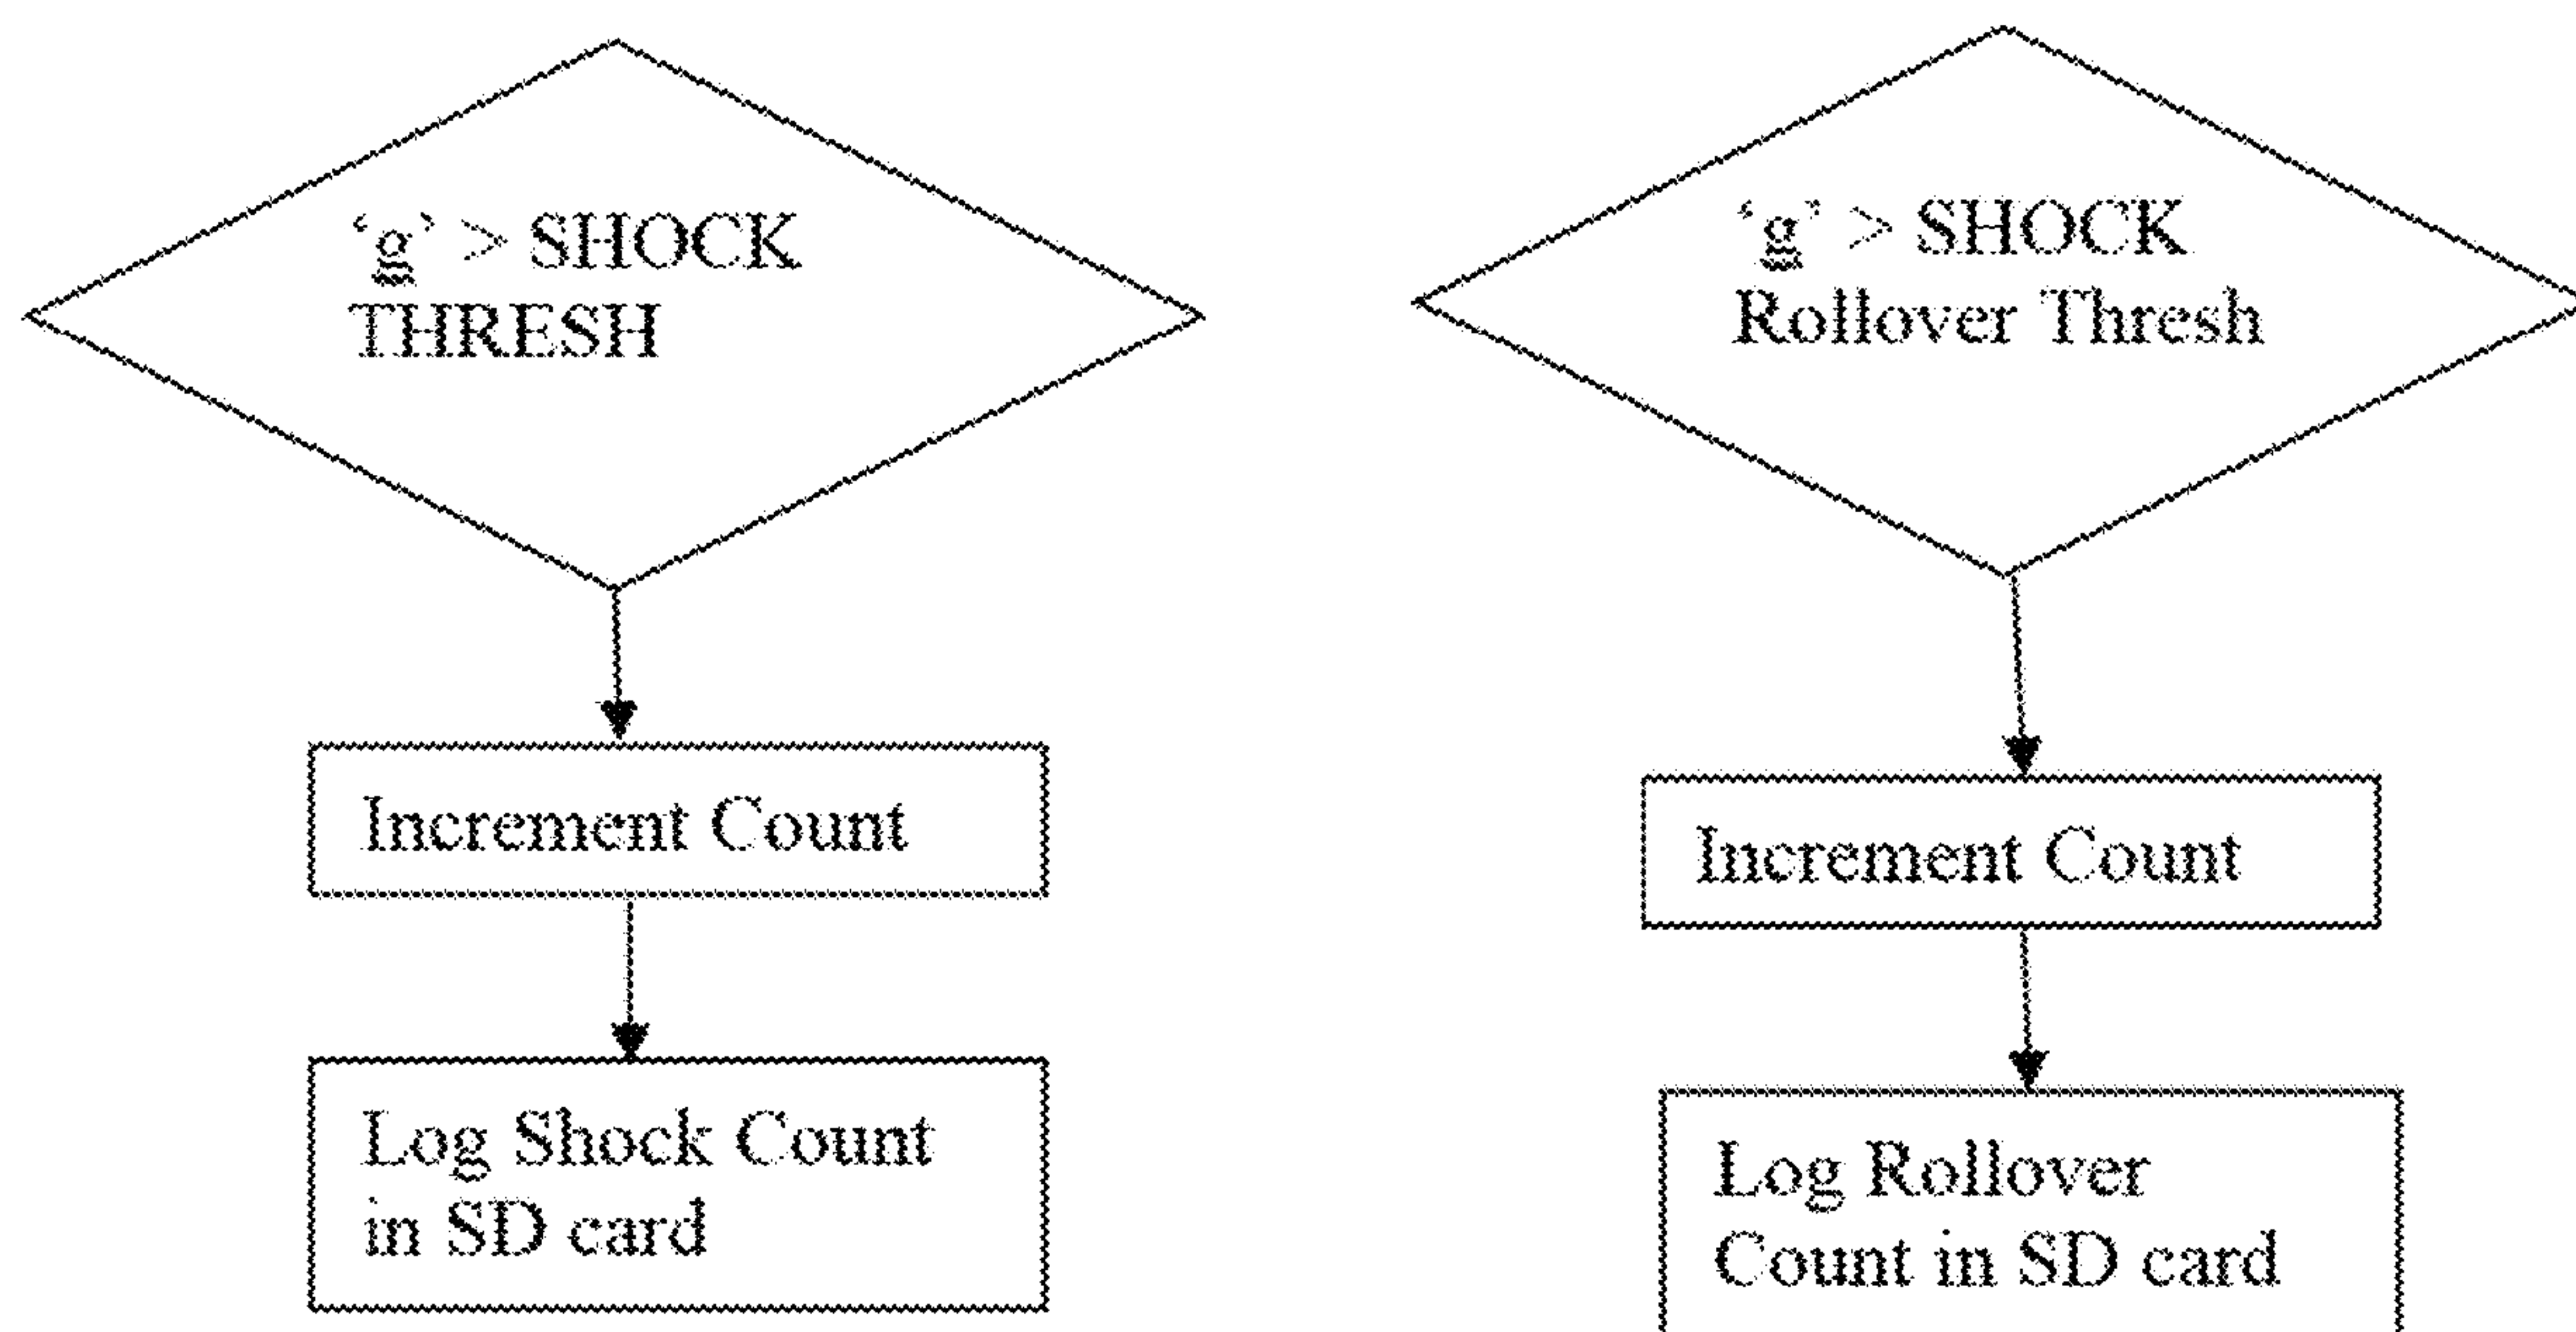 ‘g’ > SHOCK
THRESH
Increment Count
Log Shock Count
in SD card
‘g’ > SHOCK
Rollover Thresh
Increment Count
Log Rollover
Count in SD card